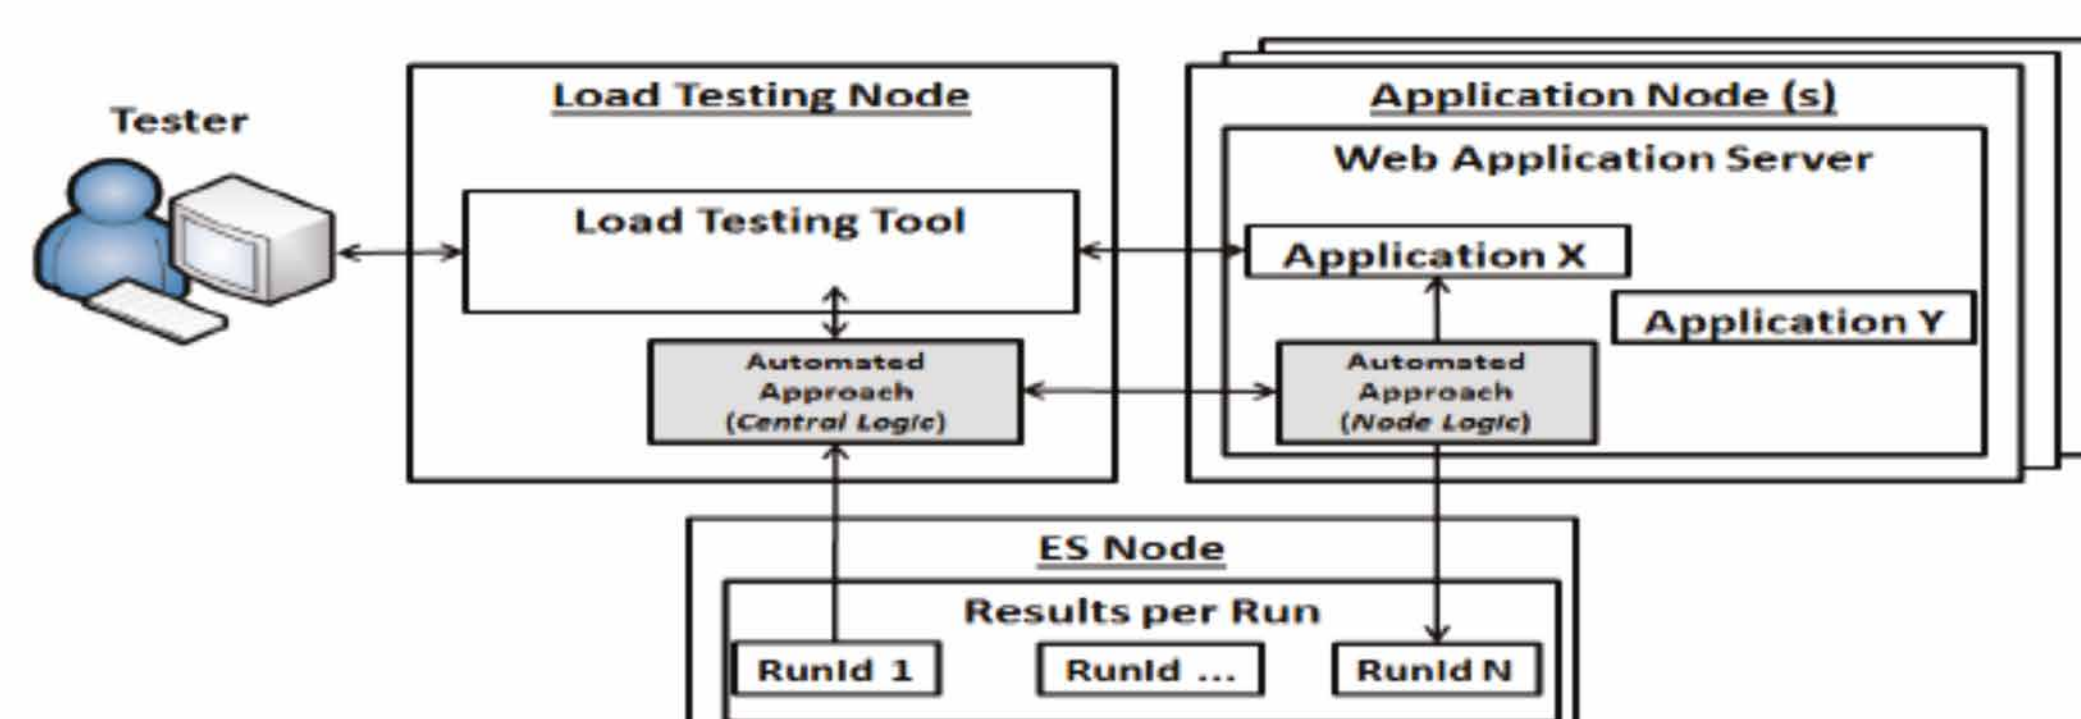 Tester
Load Testing Node
Load Testing Tool
Automated
Approach
(Central Logic)
Application Node (s)
Web Application Server
Application X
Application Y
Automated
Approach
(Node Logic)
ES Node
Results per Run
RunId 1
RunId ...
RunId N